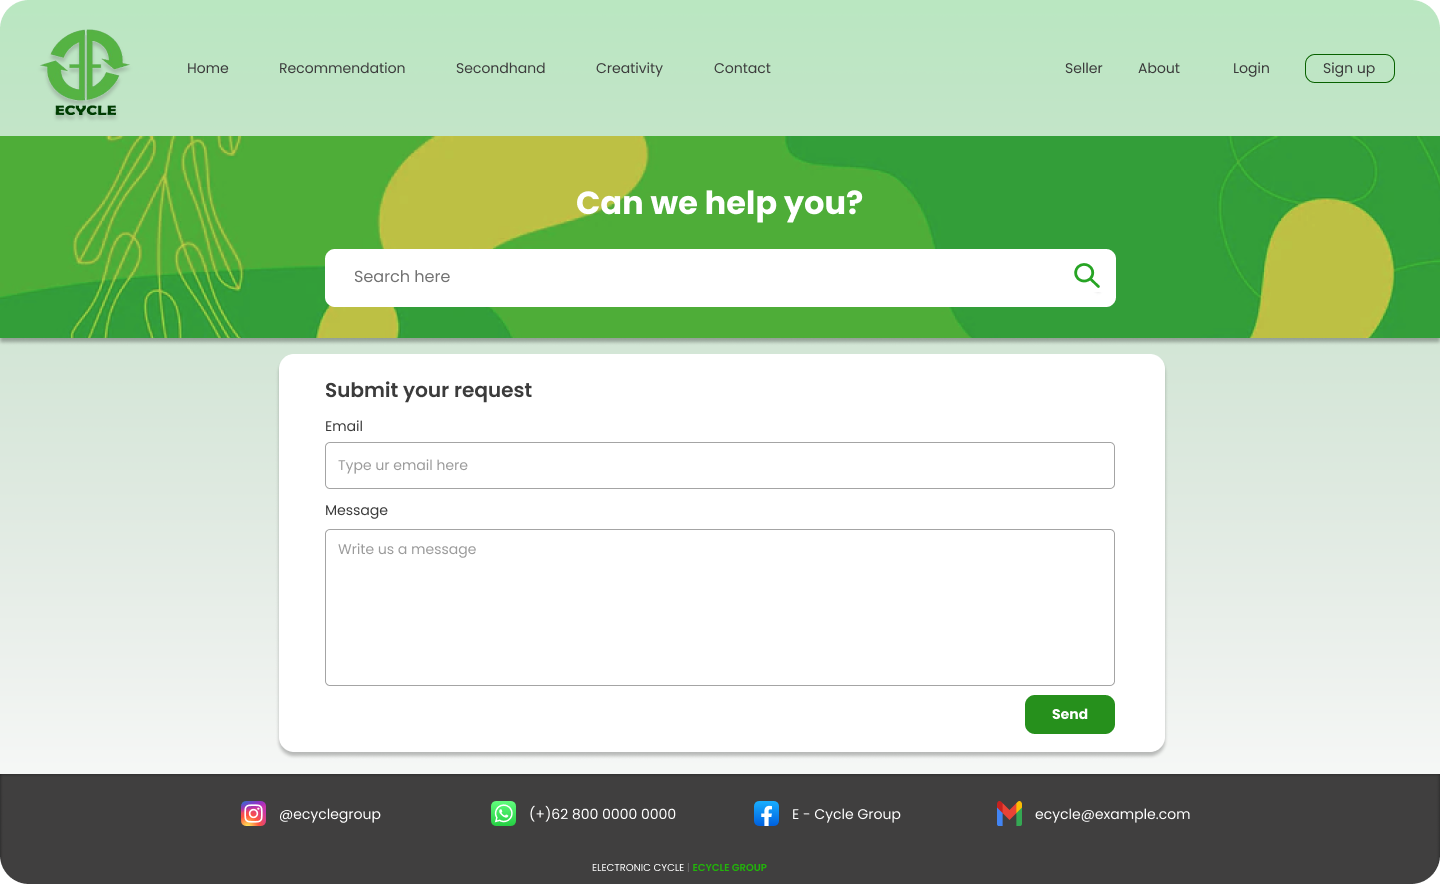 ECYCLE
Home Recommendation Secondhand Creativity Contact Seller About Login Sign up
Can we help you?
Search here
Submit your request
Email
Type ur email here
Message
Write us a message
Send
@ecyclegroup (+)62 800 0000 0000 E - Cycle Group ecycle@example.com
ELECTRONIC CYCLE | ECYCLE GROUP